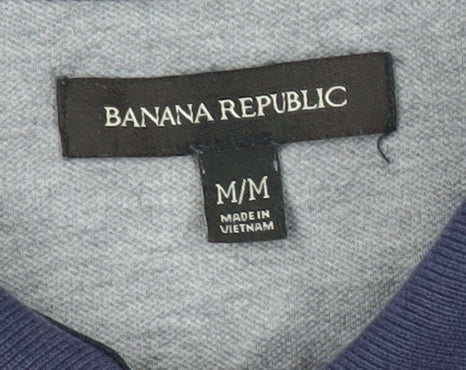 BANANA REPUBLIC
M/M
MADE IN
VIETNAM